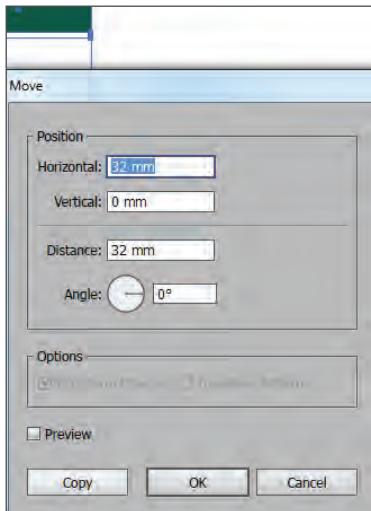 Move
Position
Horizontal: 32 mm
Vertical: 0 mm
Distance: 32 mm
Angle: 0°
Options
Preview
Copy OK Cancel